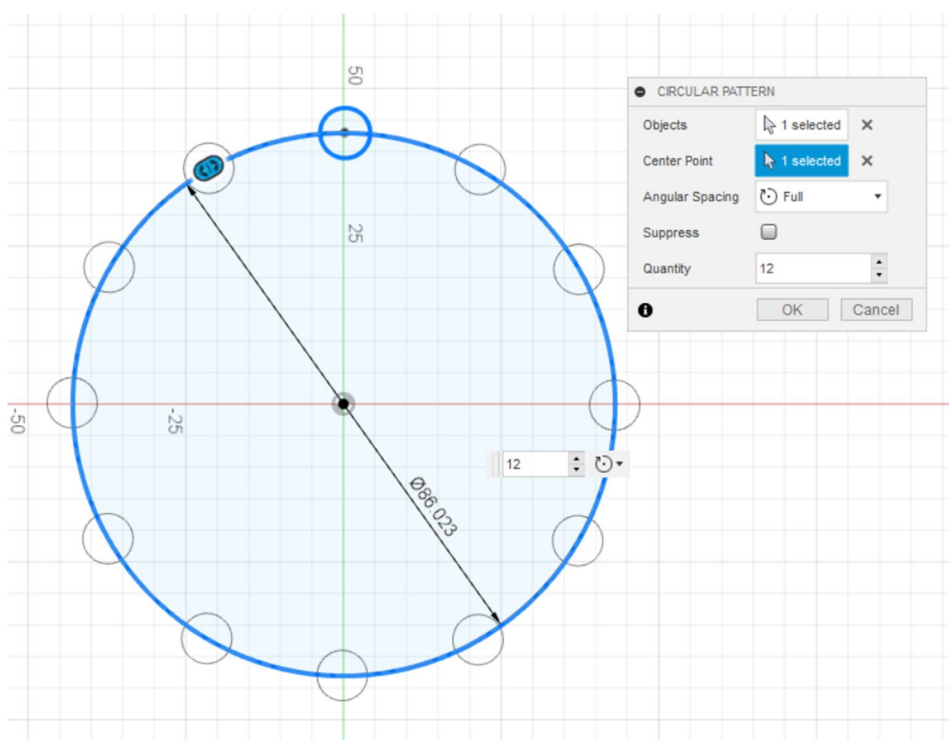 50
CIRCULAR PATTERN
Objects 1 selected
Center Point 1 selected
Angular Spacing Full
25
Suppress
Quantity 12
OK Cancel
-50
-25
12
Ø86.023